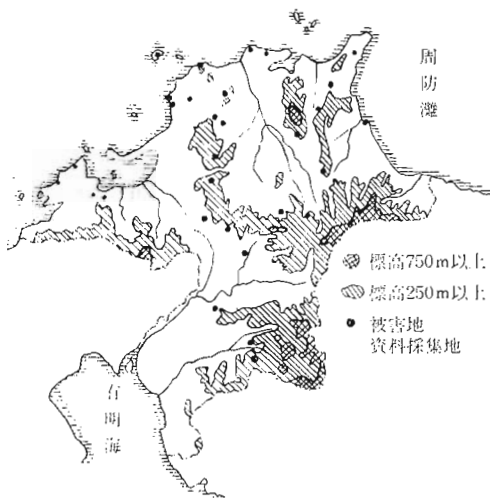 周防灘
標高750m以上
標高250m以上
被害地
資料採集地
有明海